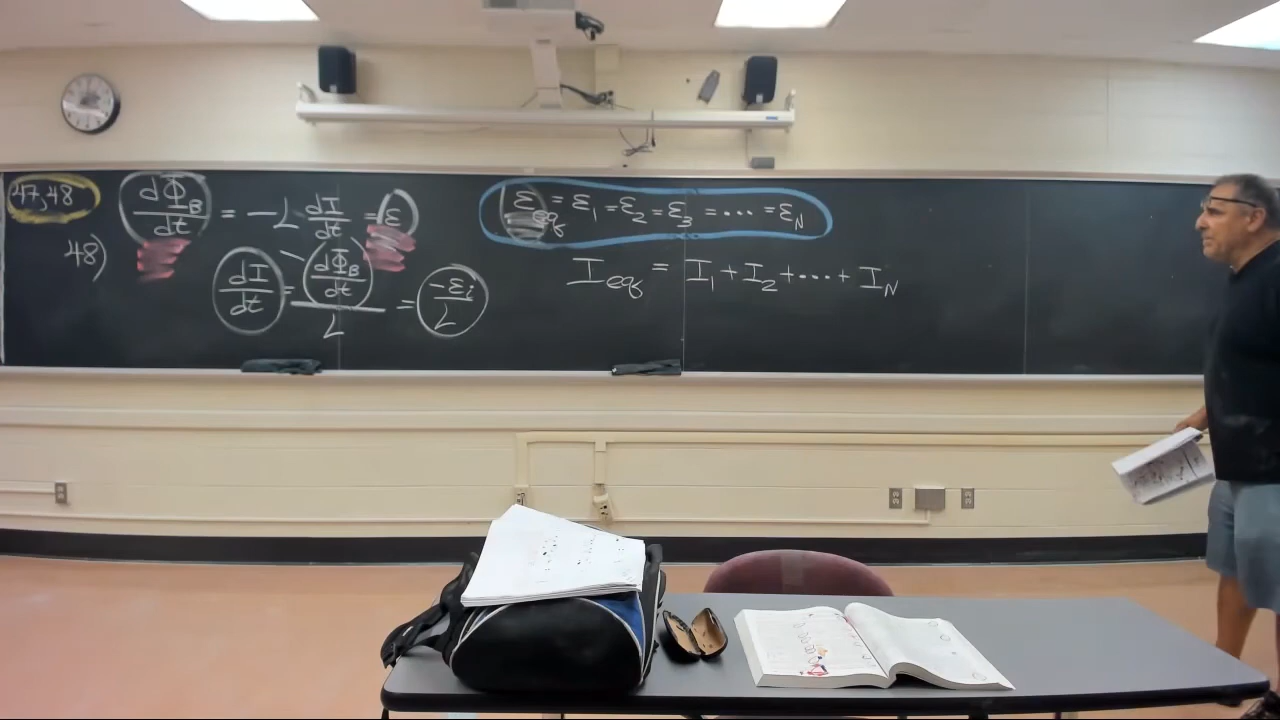 47,48
48)
dΦ_B/dt = -L dI/dt = ε
dI/dt = -(dΦ_B/dt)/L = -ε_i/L
ε_eq = ε_1 = ε_2 = ε_3 = ... = ε_N
I_eq = I_1 + I_2 + ... + I_N